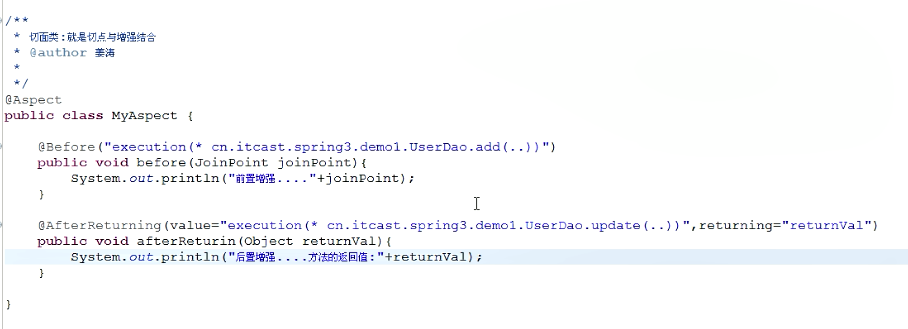 /**
 * 切面类:就是切点与增强结合
 * @author 姜涛
 *
 */
@Aspect
public class MyAspect {
@Before("execution(* cn.itcast.spring3.demo1.UserDao.add(..))")
public void before(JoinPoint joinPoint){
System.out.println("前置增强...."+joinPoint);
}
@AfterReturning(value="execution(* cn.itcast.spring3.demo1.UserDao.update(..))",returning="returnVal")
public void afterReturin(Object returnVal){
System.out.println("后置增强....方法的返回值:"+returnVal);
}
}